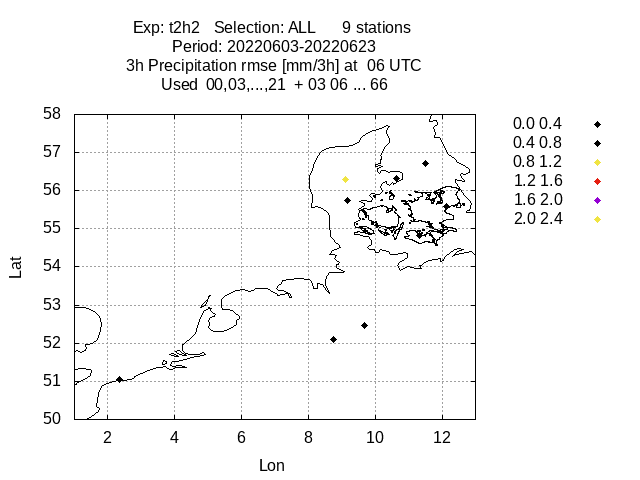 Exp: t2h2   Selection: ALL      9 stations
Period: 20220603-20220623
3h Precipitation rmse [mm/3h] at  06 UTC
Used  00,03,...,21  + 03 06 ... 66
58
57
56
55
54
53
52
51
50
Lat
2 4 6 8 10 12
Lon
0.0 0.4
0.4 0.8
0.8 1.2
1.2 1.6
1.6 2.0
2.0 2.4